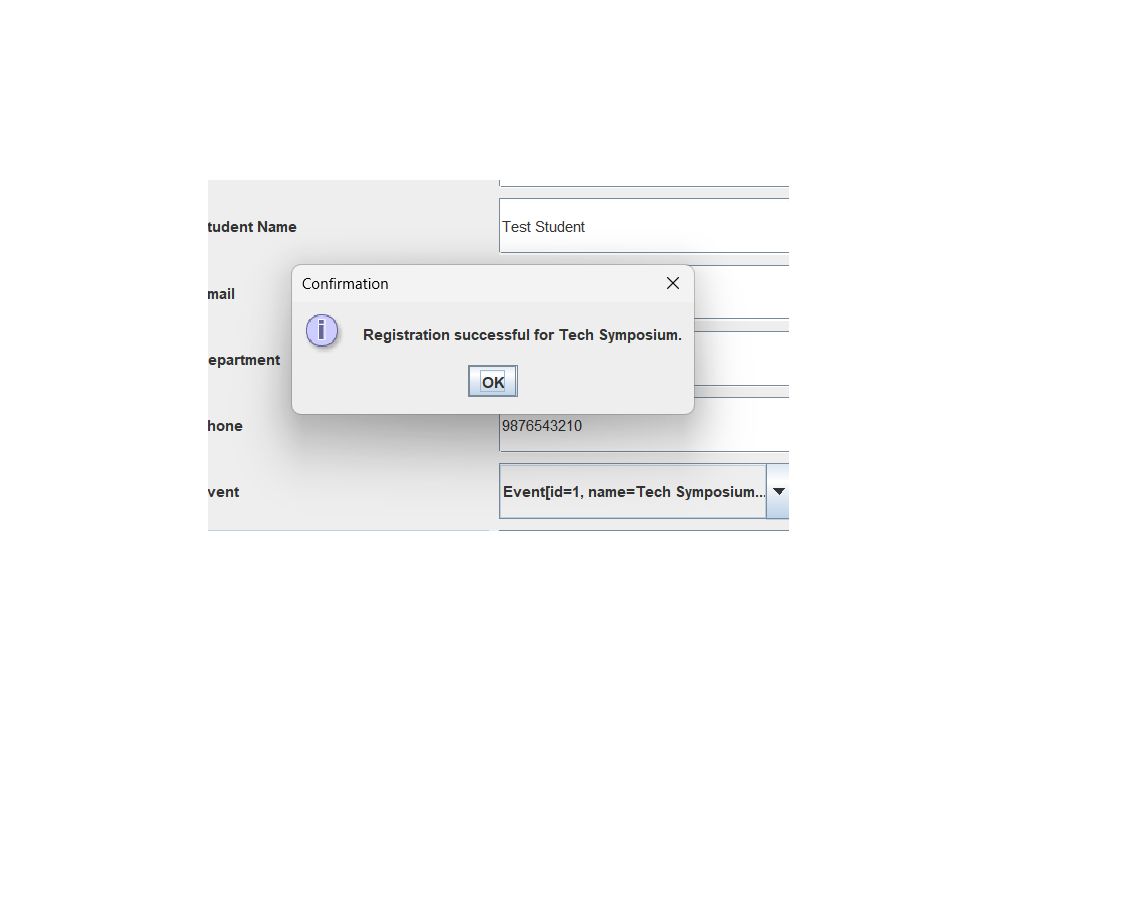 tudent Name
Test Student
Confirmation
mail
Registration successful for Tech Symposium.
epartment
OK
hone
9876543210
vent
Event[id=1, name=Tech Symposium...